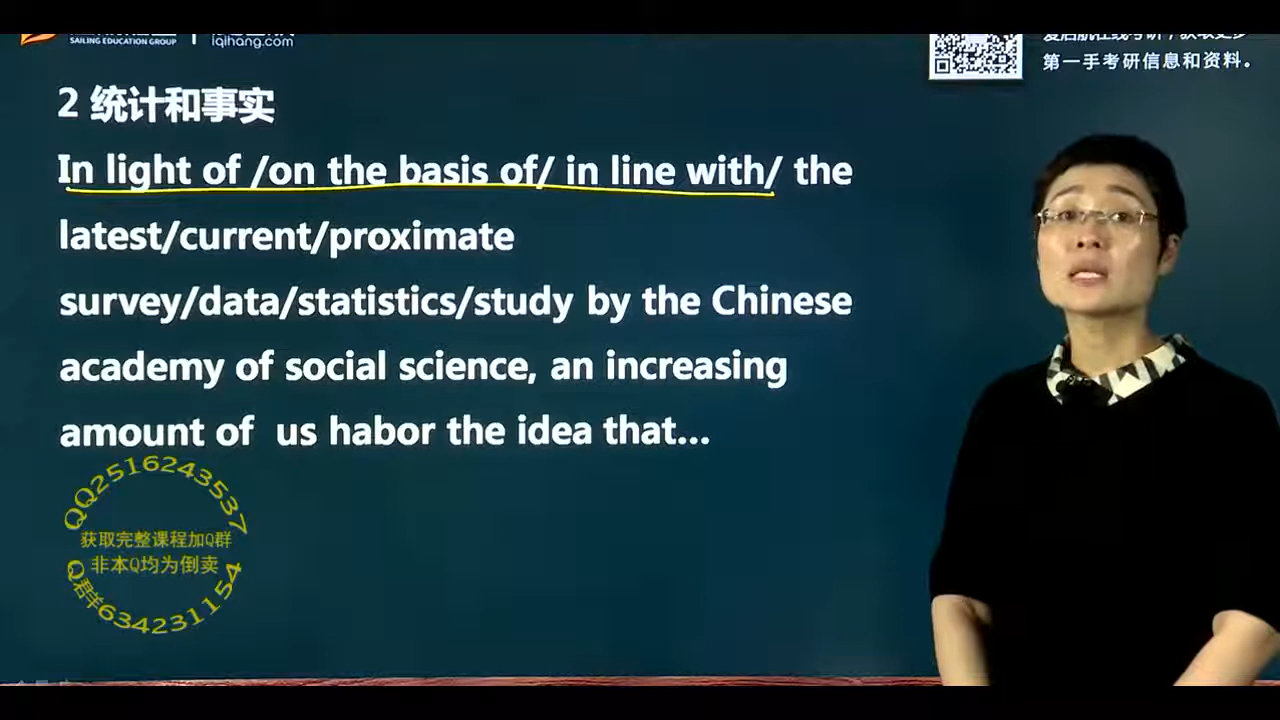 SAILING EDUCATION GROUP
iqihang.com
第一手考研信息和资料。
2 统计和事实
In light of /on the basis of/ in line with/ the
latest/current/proximate
survey/data/statistics/study by the Chinese
academy of social science, an increasing
amount of us habor the idea that...
QQ2516243537
获取完整课程加Q群
非本Q均为倒卖
Q群634231154